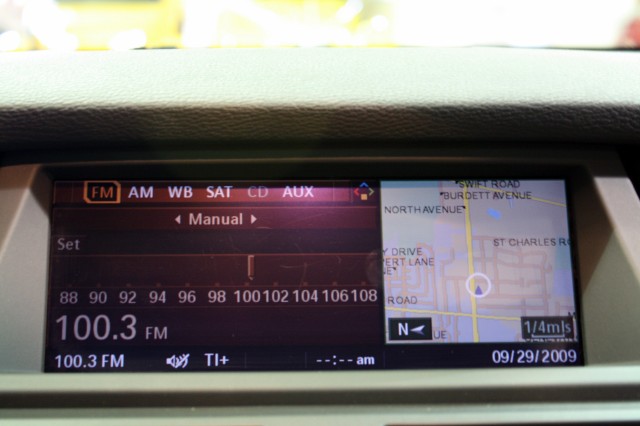 FM AM WB SAT CD AUX
Manual
Set
88 90 92 94 96 98 100 102 104 106 108
100.3 FM
100.3 FM TI+ --:-- am 09/29/2009
SWIFT ROAD
BURDETT AVENUE
NORTH AVENUE
ST CHARLES R
Y DRIVE
PERT LANE
ROAD
N
UE
1/4mls